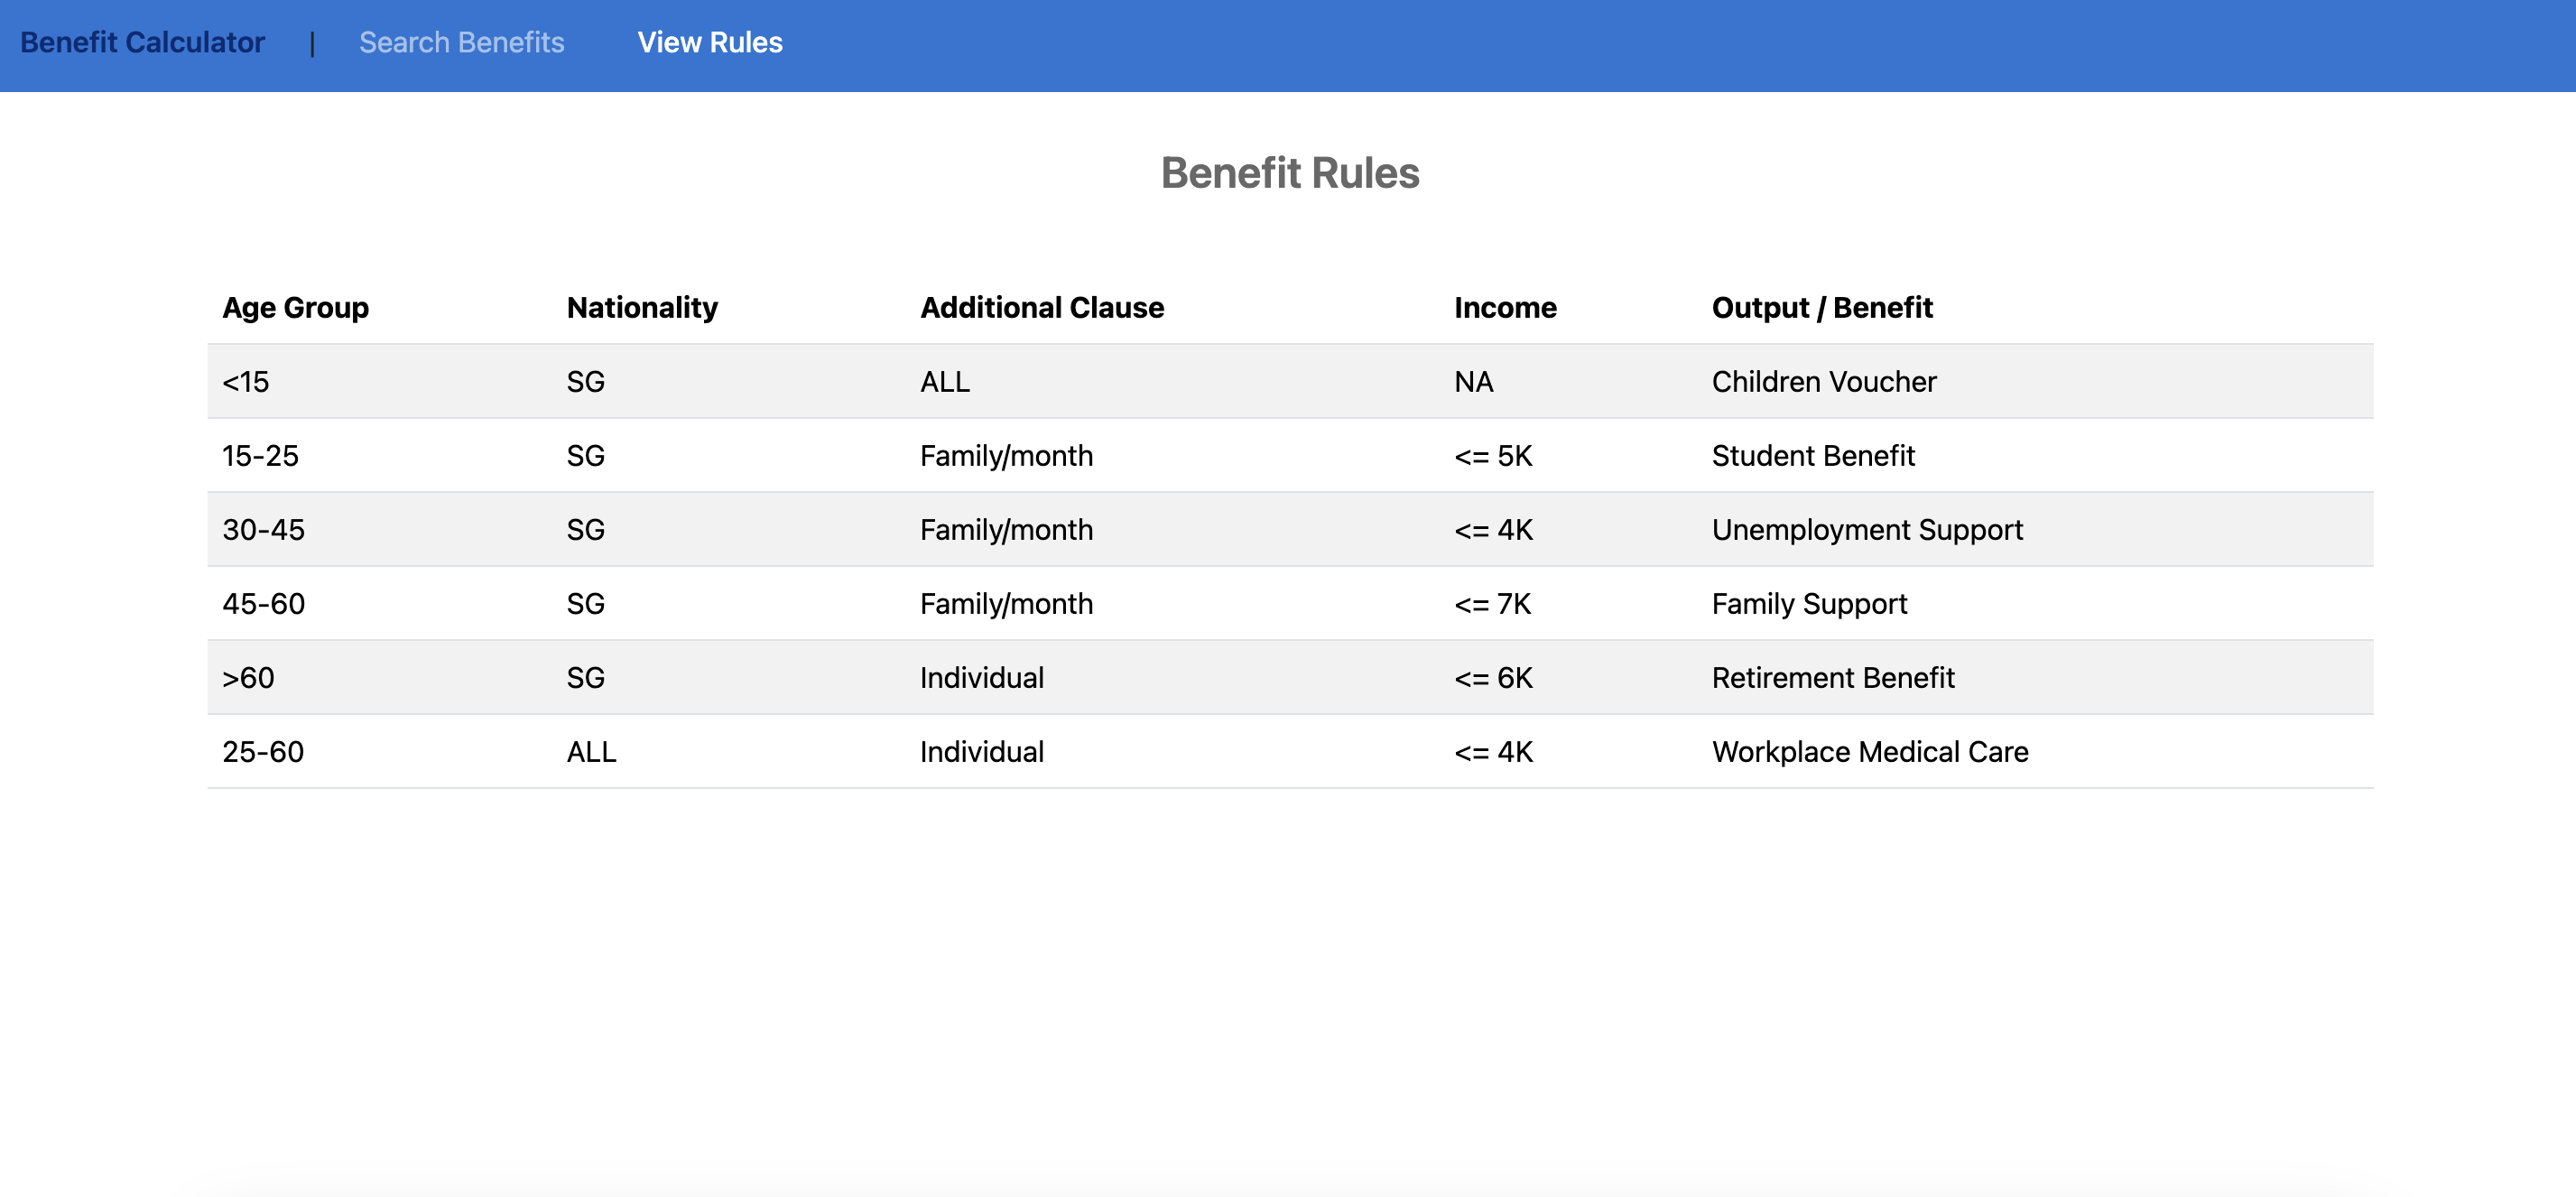 Benefit Calculator | Search Benefits View Rules
Benefit Rules
Age Group Nationality Additional Clause Income Output / Benefit
<15 SG ALL NA Children Voucher
15-25 SG Family/month <= 5K Student Benefit
30-45 SG Family/month <= 4K Unemployment Support
45-60 SG Family/month <= 7K Family Support
>60 SG Individual <= 6K Retirement Benefit
25-60 ALL Individual <= 4K Workplace Medical Care